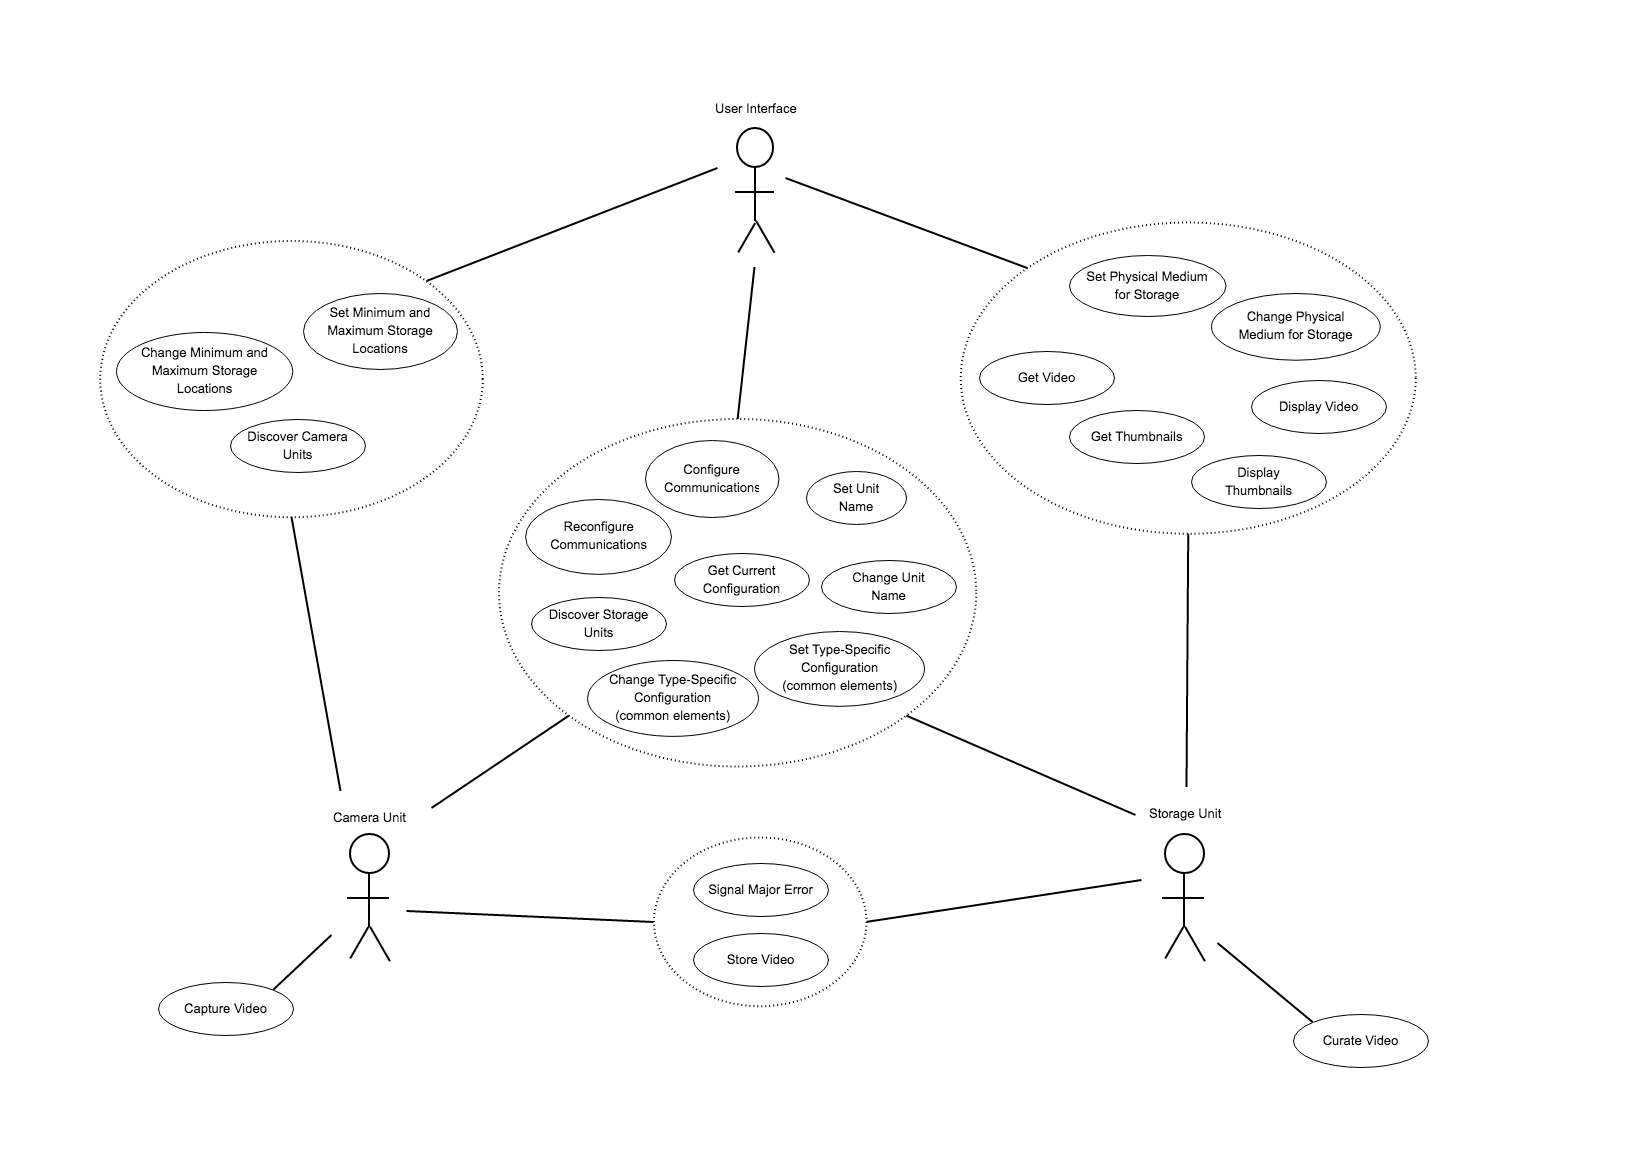 User Interface
Set Minimum and
Maximum Storage
Locations
Change Minimum and
Maximum Storage
Locations
Discover Camera
Units
Set Physical Medium
for Storage
Change Physical
Medium for Storage
Get Video
Display Video
Get Thumbnails
Display
Thumbnails
Configure
Communications
Set Unit
Name
Reconfigure
Communications
Get Current
Configuration
Change Unit
Name
Discover Storage
Units
Set Type-Specific
Configuration
(common elements)
Change Type-Specific
Configuration
(common elements)
Camera Unit
Storage Unit
Signal Major Error
Store Video
Capture Video
Curate Video